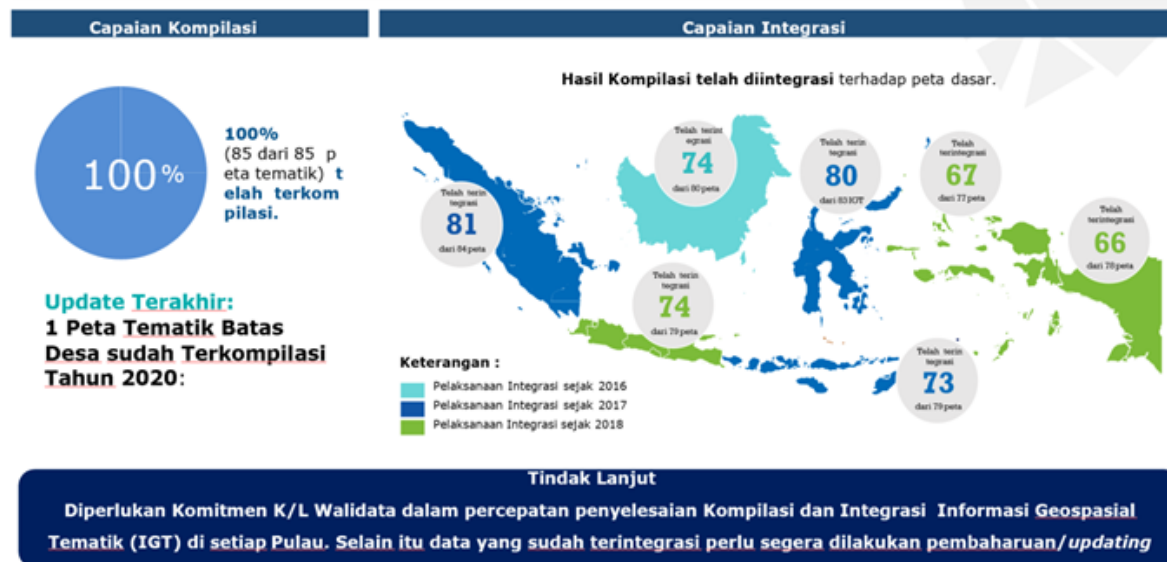 Capaian Kompilasi
Capaian Integrasi
Hasil Kompilasi telah diintegrasi terhadap peta dasar.
100%
100%
(85 dari 85 p
eta tematik) t
elah terkom
pilasi.
Update Terakhir:
1 Peta Tematik Batas
Desa sudah Terkompilasi
Tahun 2020:
Telah terin
tegrasi
81
dari 84 peta
Telah terint
egrasi
74
dari 80 peta
Telah terin
tegrasi
80
dari 83 IGT
Telah
terintegrasi
67
dari 77 peta
Telah
terintegrasi
66
dari 78 peta
Telah terin
tegrasi
74
dari 79 peta
Telah terin
tegrasi
73
dari 79 peta
Keterangan :
Pelaksanaan Integrasi sejak 2016
Pelaksanaan Integrasi sejak 2017
Pelaksanaan Integrasi sejak 2018
Tindak Lanjut
Diperlukan Komitmen K/L Walidata dalam percepatan penyelesaian Kompilasi dan Integrasi Informasi Geospasial
Tematik (IGT) di setiap Pulau. Selain itu data yang sudah terintegrasi perlu segera dilakukan pembaharuan/updating